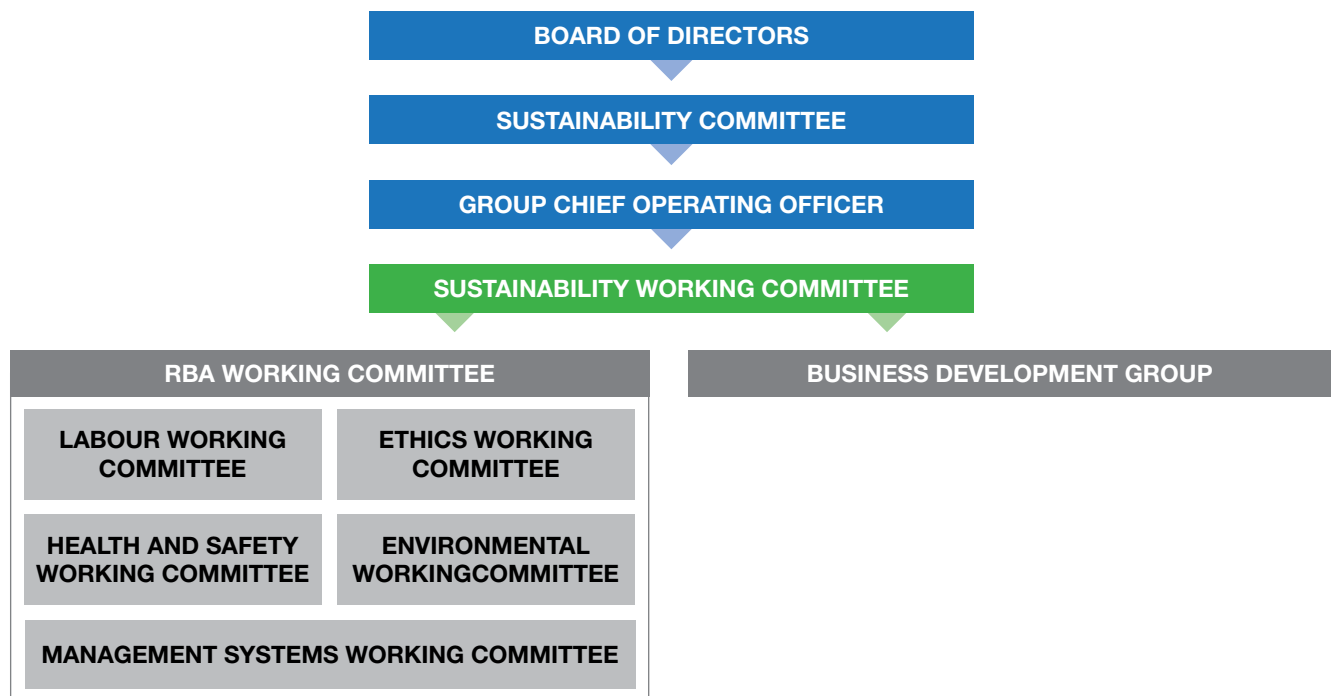 BOARD OF DIRECTORS
SUSTAINABILITY COMMITTEE
GROUP CHIEF OPERATING OFFICER
SUSTAINABILITY WORKING COMMITTEE
RBA WORKING COMMITTEE
LABOUR WORKING
COMMITTEE
ETHICS WORKING
COMMITTEE
HEALTH AND SAFETY
WORKING COMMITTEE
ENVIRONMENTAL
WORKINGCOMMITTEE
MANAGEMENT SYSTEMS WORKING COMMITTEE
BUSINESS DEVELOPMENT GROUP